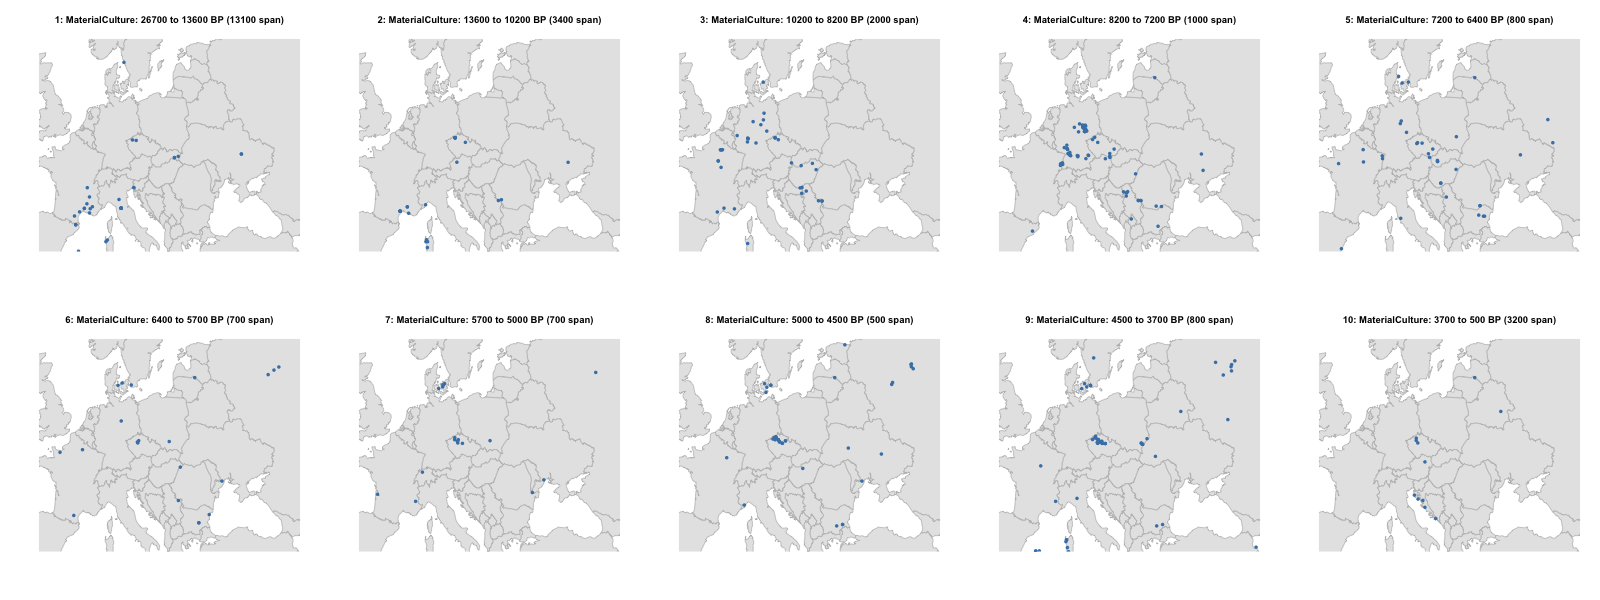 1: MaterialCulture: 26700 to 13600 BP (13100 span)
2: MaterialCulture: 13600 to 10200 BP (3400 span)
3: MaterialCulture: 10200 to 8200 BP (2000 span)
4: MaterialCulture: 8200 to 7200 BP (1000 span)
5: MaterialCulture: 7200 to 6400 BP (800 span)
6: MaterialCulture: 6400 to 5700 BP (700 span)
7: MaterialCulture: 5700 to 5000 BP (700 span)
8: MaterialCulture: 5000 to 4500 BP (500 span)
9: MaterialCulture: 4500 to 3700 BP (800 span)
10: MaterialCulture: 3700 to 500 BP (3200 span)